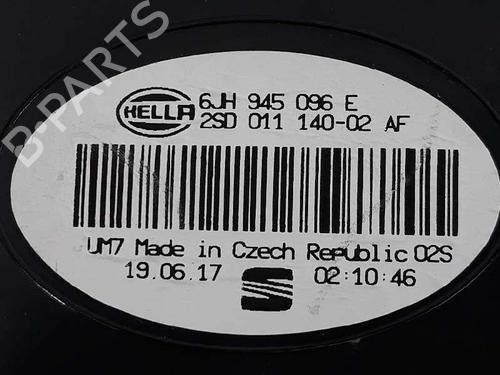 HELLA
6JH 945 096 E
2SD 011 140-02 AF
UM7 Made in Czech Republic 02S
19.06.17
02:10:46
B-PARTS